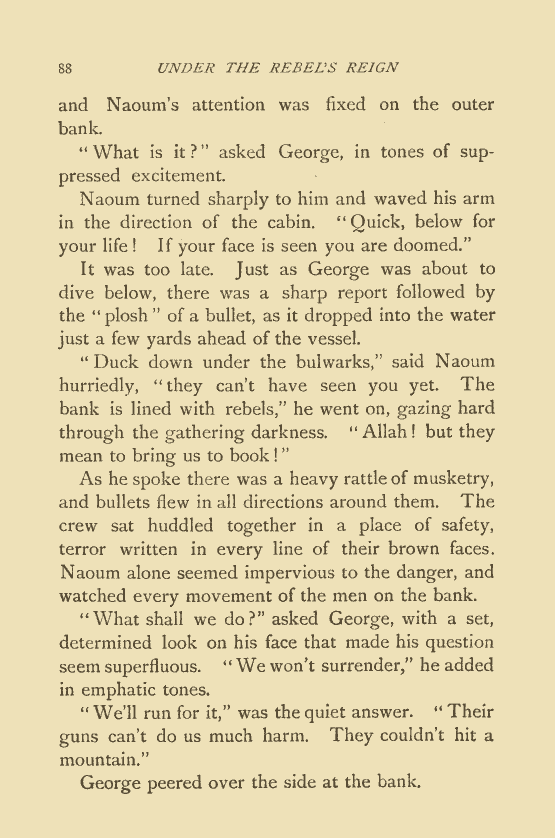 88 UNDER THE REBEL'S REIGN
and Naoum's attention was fixed on the outer
bank.
" What is it ? " asked George, in tones of sup-
pressed excitement.
Naoum turned sharply to him and waved his arm
in the direction of the cabin. " Quick, below for
your life ! If your face is seen you are doomed."
It was too late. Just as George was about to
dive below, there was a sharp report followed by
the " plosh " of a bullet, as it dropped into the water
just a few yards ahead of the vessel.
" Duck down under the bulwarks," said Naoum
hurriedly, " they can't have seen you yet. The
bank is lined with rebels," he went on, gazing hard
through the gathering darkness. " Allah ! but they
mean to bring us to book ! "
As he spoke there was a heavy rattle of musketry,
and bullets flew in all directions around them. The
crew sat huddled together in a place of safety,
terror written in every line of their brown faces.
Naoum alone seemed impervious to the danger, and
watched every movement of the men on the bank.
" What shall we do ? " asked George, with a set,
determined look on his face that made his question
seem superfluous. " We won't surrender," he added
in emphatic tones.
" We'll run for it," was the quiet answer. " Their
guns can't do us much harm. They couldn't hit a
mountain."
George peered over the side at the bank.